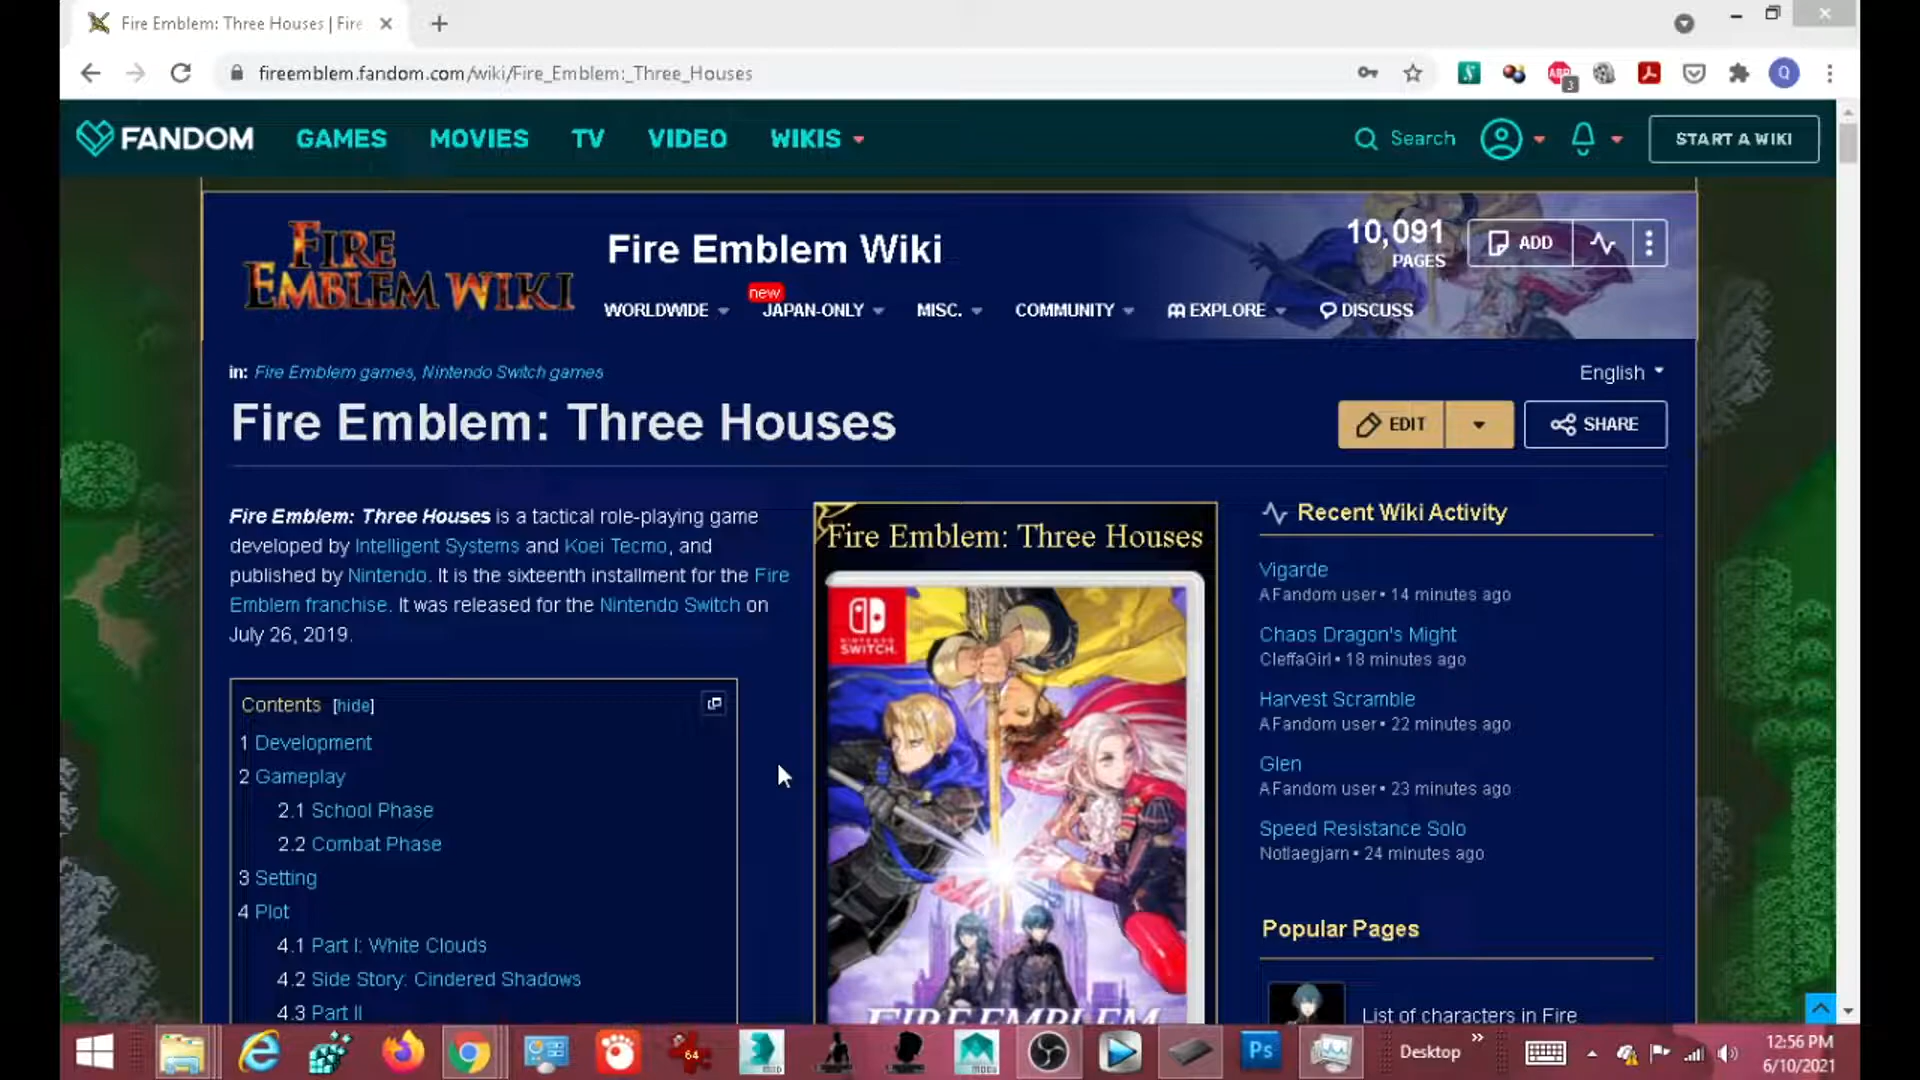 Fire Emblem: Three Houses | Fire
fireemblem.fandom.com/wiki/Fire_Emblem:_Three_Houses
ABP
3
Q
FANDOM
GAMES
MOVIES
TV
VIDEO
WIKIS
Search
START A WIKI
FIRE
EMBLEM WIKI
Fire Emblem Wiki
10,091
PAGES
ADD
new
WORLDWIDE
JAPAN-ONLY
MISC.
COMMUNITY
EXPLORE
DISCUSS
in: Fire Emblem games, Nintendo Switch games
English
Fire Emblem: Three Houses
EDIT
SHARE
Fire Emblem: Three Houses is a tactical role-playing game
developed by Intelligent Systems and Koei Tecmo, and
published by Nintendo. It is the sixteenth installment for the Fire
Emblem franchise. It was released for the Nintendo Switch on
July 26, 2019.
Contents [hide]
1 Development
2 Gameplay
2.1 School Phase
2.2 Combat Phase
3 Setting
4 Plot
4.1 Part I: White Clouds
4.2 Side Story: Cindered Shadows
4.3 Part II
Fire Emblem: Three Houses
NINTENDO
SWITCH
FIRE EMBLEM
Recent Wiki Activity
Vigarde
A Fandom user • 14 minutes ago
Chaos Dragon's Might
CleffaGirl • 18 minutes ago
Harvest Scramble
A Fandom user • 22 minutes ago
Glen
A Fandom user • 23 minutes ago
Speed Resistance Solo
Notlaegjarn • 24 minutes ago
Popular Pages
List of characters in Fire
64
Ps
Desktop
12:56 PM
6/10/2021